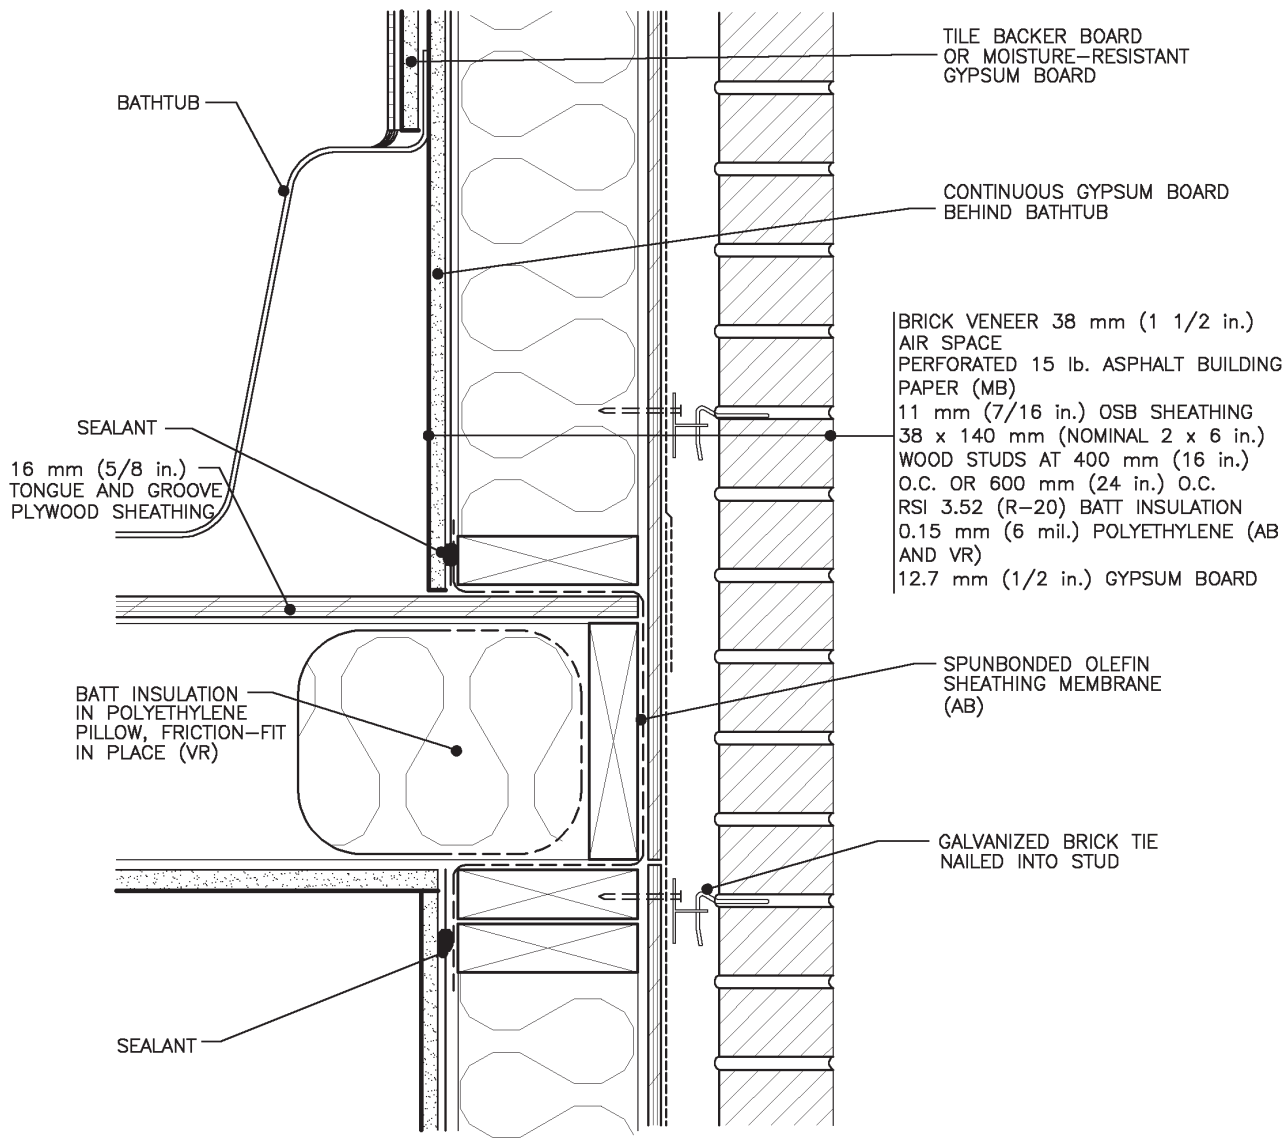 TILE BACKER BOARD
OR MOISTURE-RESISTANT
GYPSUM BOARD
BATHTUB
CONTINUOUS GYPSUM BOARD
BEHIND BATHTUB
BRICK VENEER 38 mm (1 1/2 in.)
AIR SPACE
PERFORATED 15 lb. ASPHALT BUILDING
PAPER (MB)
11 mm (7/16 in.) OSB SHEATHING
38 x 140 mm (NOMINAL 2 x 6 in.)
WOOD STUDS AT 400 mm (16 in.)
O.C. OR 600 mm (24 in.) O.C.
RSI 3.52 (R-20) BATT INSULATION
0.15 mm (6 mil.) POLYETHYLENE (AB
AND VR)
12.7 mm (1/2 in.) GYPSUM BOARD
SEALANT
16 mm (5/8 in.)
TONGUE AND GROOVE
PLYWOOD SHEATHING
SPUNBONDED OLEFIN
SHEATHING MEMBRANE
(AB)
BATT INSULATION
IN POLYETHYLENE
PILLOW, FRICTION-FIT
IN PLACE (VR)
GALVANIZED BRICK TIE
NAILED INTO STUD
SEALANT